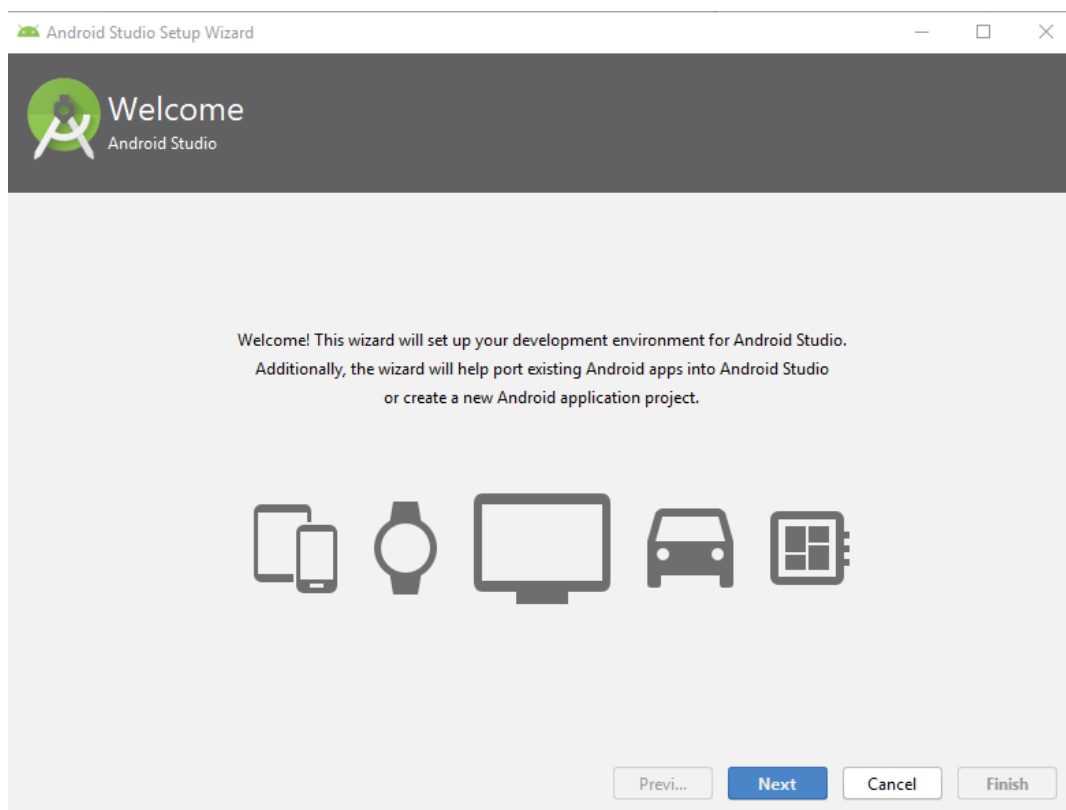 Android Studio Setup Wizard
Welcome
Android Studio
Welcome! This wizard will set up your development environment for Android Studio.
Additionally, the wizard will help port existing Android apps into Android Studio
or create a new Android application project.
Previ...
Next
Cancel
Finish